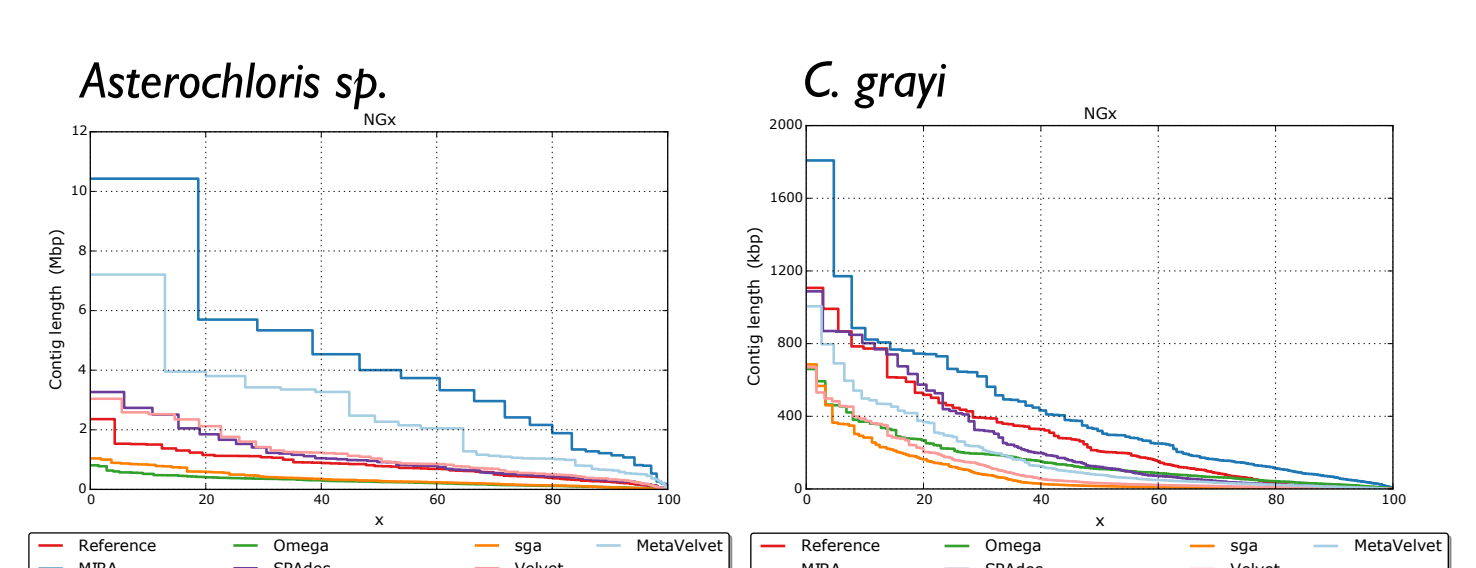 Asterochloris sp.
NGx
12
10
8
6
4
2
0
Contig length (Mbp)
0 20 40 60 80 100
x
Reference Omega sga MetaVelvet
C. grayi
NGx
2000
1600
1200
800
400
0
Contig length (kbp)
0 20 40 60 80 100
x
Reference Omega sga MetaVelvet